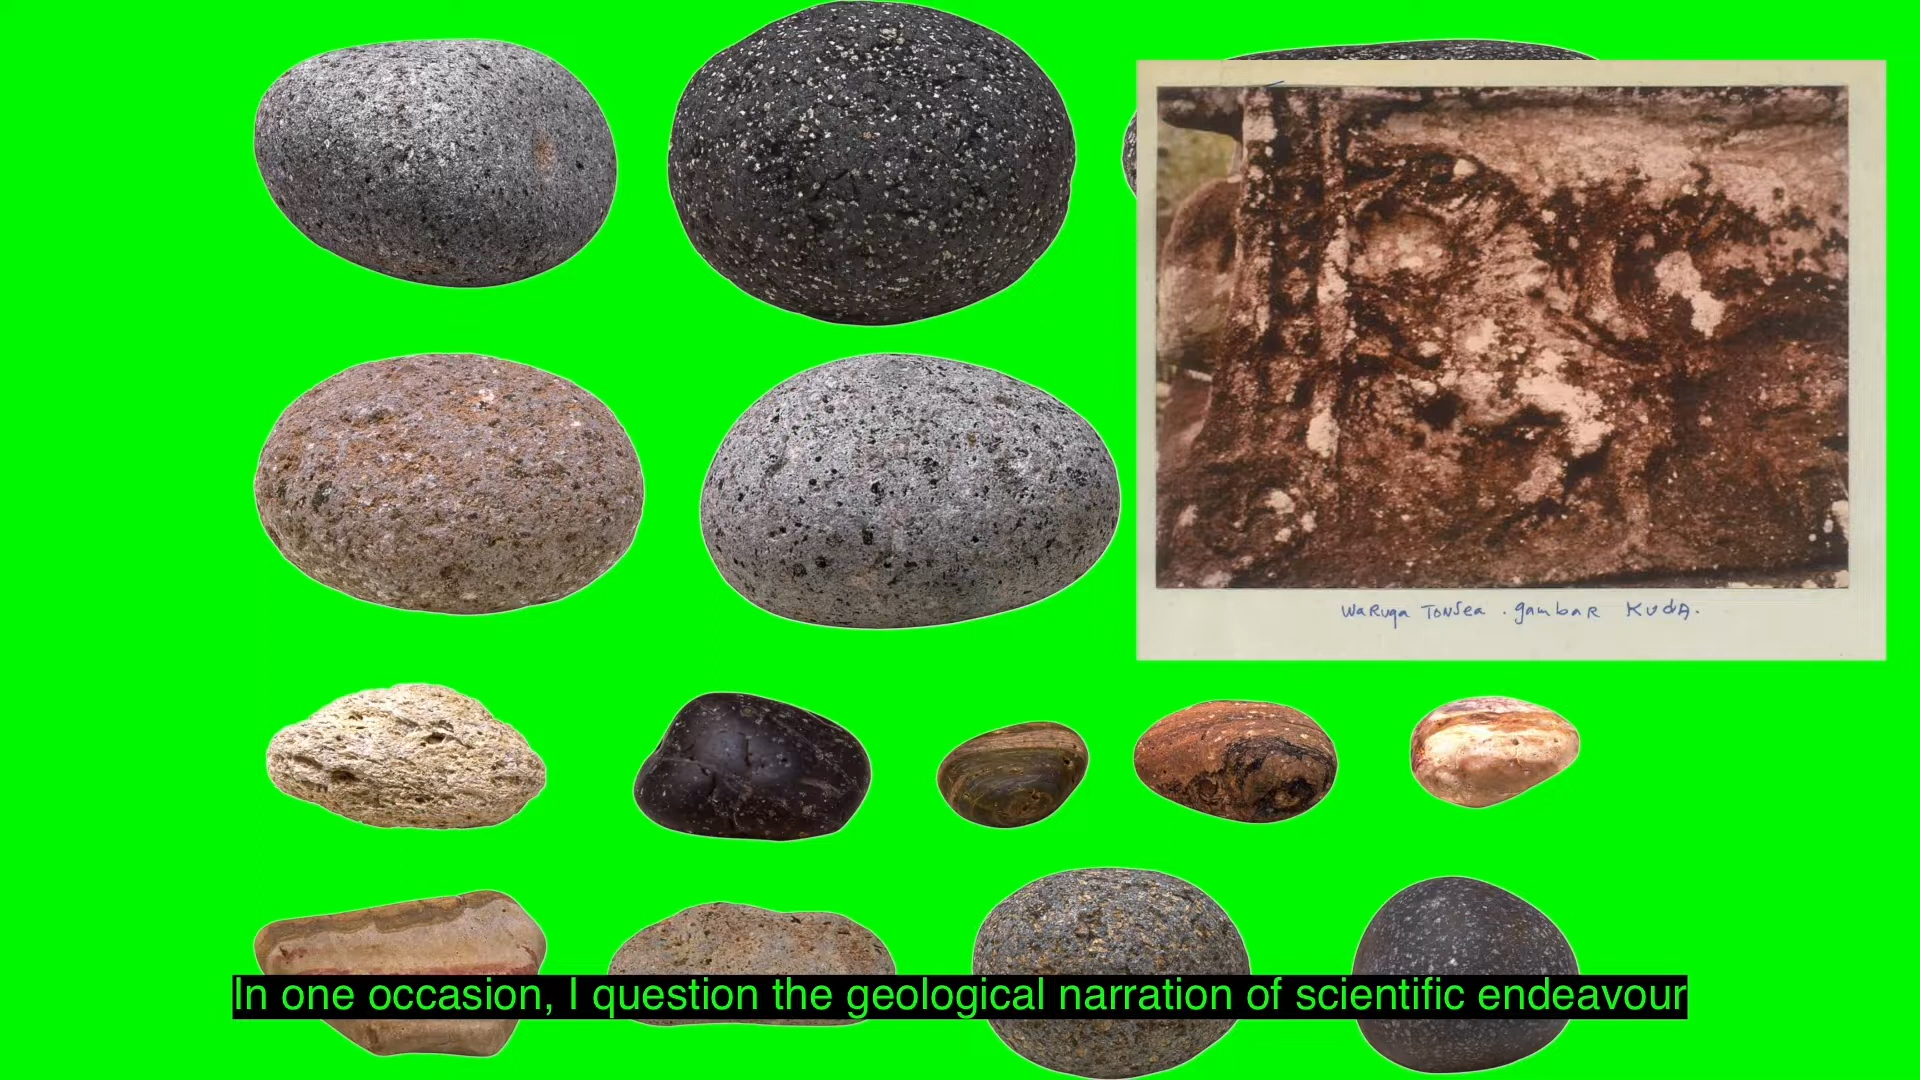 WaRuga TONSea . gambaR KudA.
In one occasion, I question the geological narration of scientific endeavour